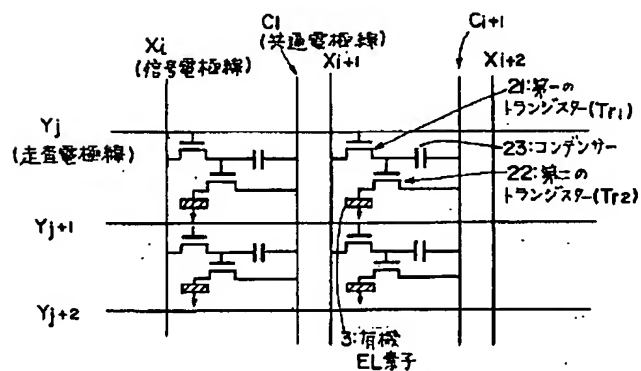 Xi
(信号電極線)
Ci
(共通電極線)
Xi+1
Ci+1
Xi+2
21:第一の
トランジスター(Tr1)
23:コンデンサー
22:第二の
トランジスター(Tr2)
Yj
(走査電極線)
Yj+1
Yj+2
3:有機
EL素子